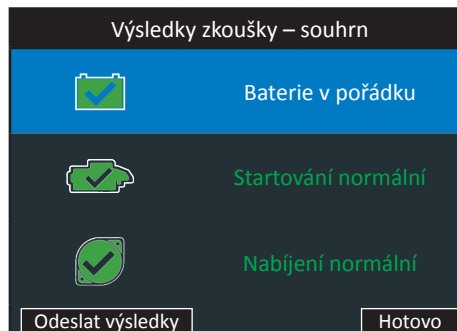 Výsledky zkoušky – souhrn
Baterie v pořádku
Startování normální
Nabíjení normální
Odeslat výsledky
Hotovo